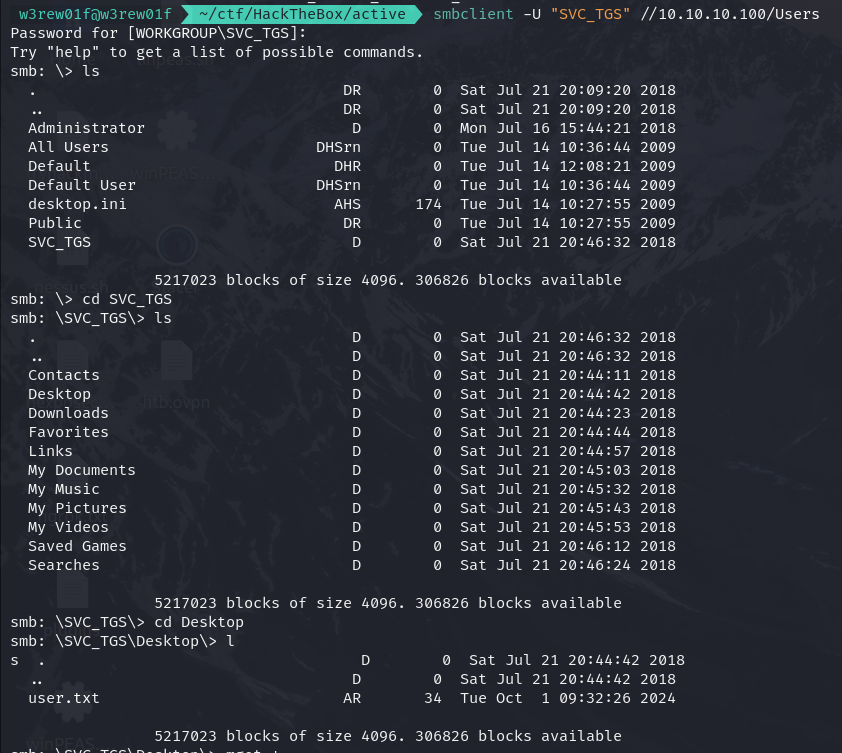 w3rew01f@w3rew01f ~/ctf/HackTheBox/active smbclient -U "SVC_TGS" //10.10.10.100/Users
Password for [WORKGROUP\SVC_TGS]:
Try "help" to get a list of possible commands.
smb: \> ls
  .                                  DR        0  Sat Jul 21 20:09:20 2018
  ..                                 DR        0  Sat Jul 21 20:09:20 2018
  Administrator                       D        0  Mon Jul 16 15:44:21 2018
  All Users                       DHSrn        0  Tue Jul 14 10:36:44 2009
  Default                           DHR        0  Tue Jul 14 12:08:21 2009
  Default User                    DHSrn        0  Tue Jul 14 10:36:44 2009
  desktop.ini                       AHS      174  Tue Jul 14 10:27:55 2009
  Public                             DR        0  Tue Jul 14 10:27:55 2009
  SVC_TGS                             D        0  Sat Jul 21 20:46:32 2018
                5217023 blocks of size 4096. 306826 blocks available
smb: \> cd SVC_TGS
smb: \SVC_TGS\> ls
  .                                   D        0  Sat Jul 21 20:46:32 2018
  ..                                  D        0  Sat Jul 21 20:46:32 2018
  Contacts                            D        0  Sat Jul 21 20:44:11 2018
  Desktop                             D        0  Sat Jul 21 20:44:42 2018
  Downloads                           D        0  Sat Jul 21 20:44:23 2018
  Favorites                           D        0  Sat Jul 21 20:44:44 2018
  Links                               D        0  Sat Jul 21 20:44:57 2018
  My Documents                        D        0  Sat Jul 21 20:45:03 2018
  My Music                            D        0  Sat Jul 21 20:45:32 2018
  My Pictures                         D        0  Sat Jul 21 20:45:43 2018
  My Videos                           D        0  Sat Jul 21 20:45:53 2018
  Saved Games                         D        0  Sat Jul 21 20:46:12 2018
  Searches                            D        0  Sat Jul 21 20:46:24 2018
                5217023 blocks of size 4096. 306826 blocks available
smb: \SVC_TGS\> cd Desktop
smb: \SVC_TGS\Desktop\> l
s  .                                   D        0  Sat Jul 21 20:44:42 2018
  ..                                  D        0  Sat Jul 21 20:44:42 2018
  user.txt                           AR       34  Tue Oct  1 09:32:26 2024
                5217023 blocks of size 4096. 306826 blocks available
winPEAS
htb.ovpn
winPEAS